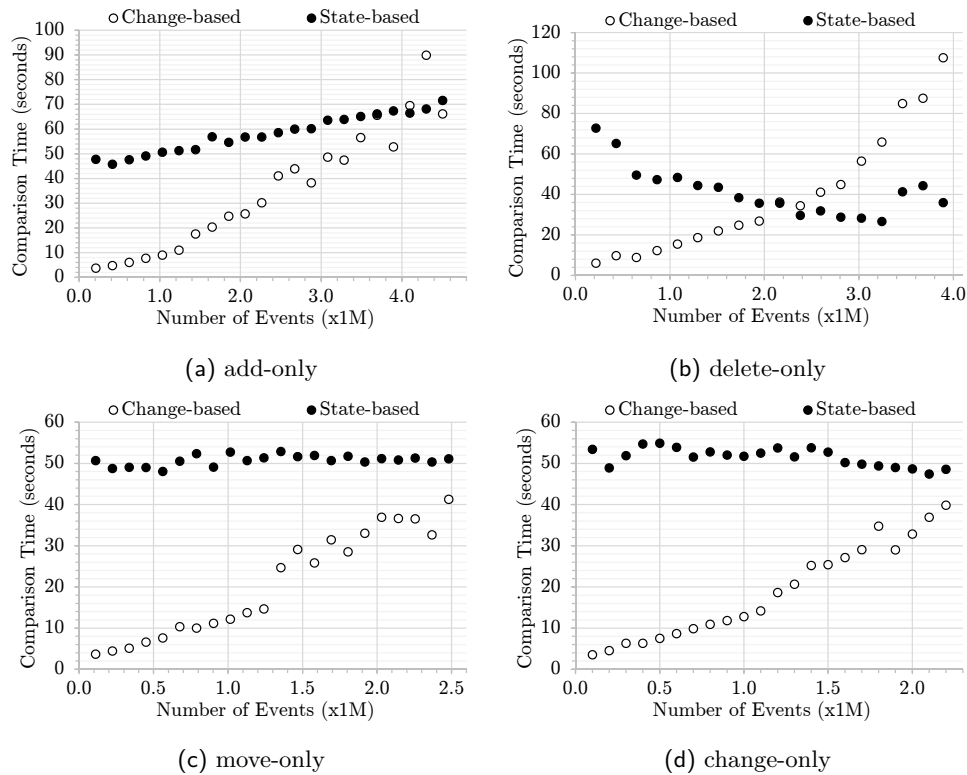 Change-based State-based
100
90
80
70
60
50
40
30
20
10
0
Comparison Time (seconds)
0.0 1.0 2.0 3.0 4.0
Number of Events (x1M)
(a) add-only
Change-based State-based
120
100
80
60
40
20
0
Comparison Time (seconds)
0.0 1.0 2.0 3.0 4.0
Number of Events (x1M)
(b) delete-only
Change-based State-based
60
50
40
30
20
10
0
Comparison Time (seconds)
0.0 0.5 1.0 1.5 2.0 2.5
Number of Events (x1M)
(c) move-only
Change-based State-based
60
50
40
30
20
10
0
Comparison Time (seconds)
0.0 0.5 1.0 1.5 2.0
Number of Events (x1M)
(d) change-only